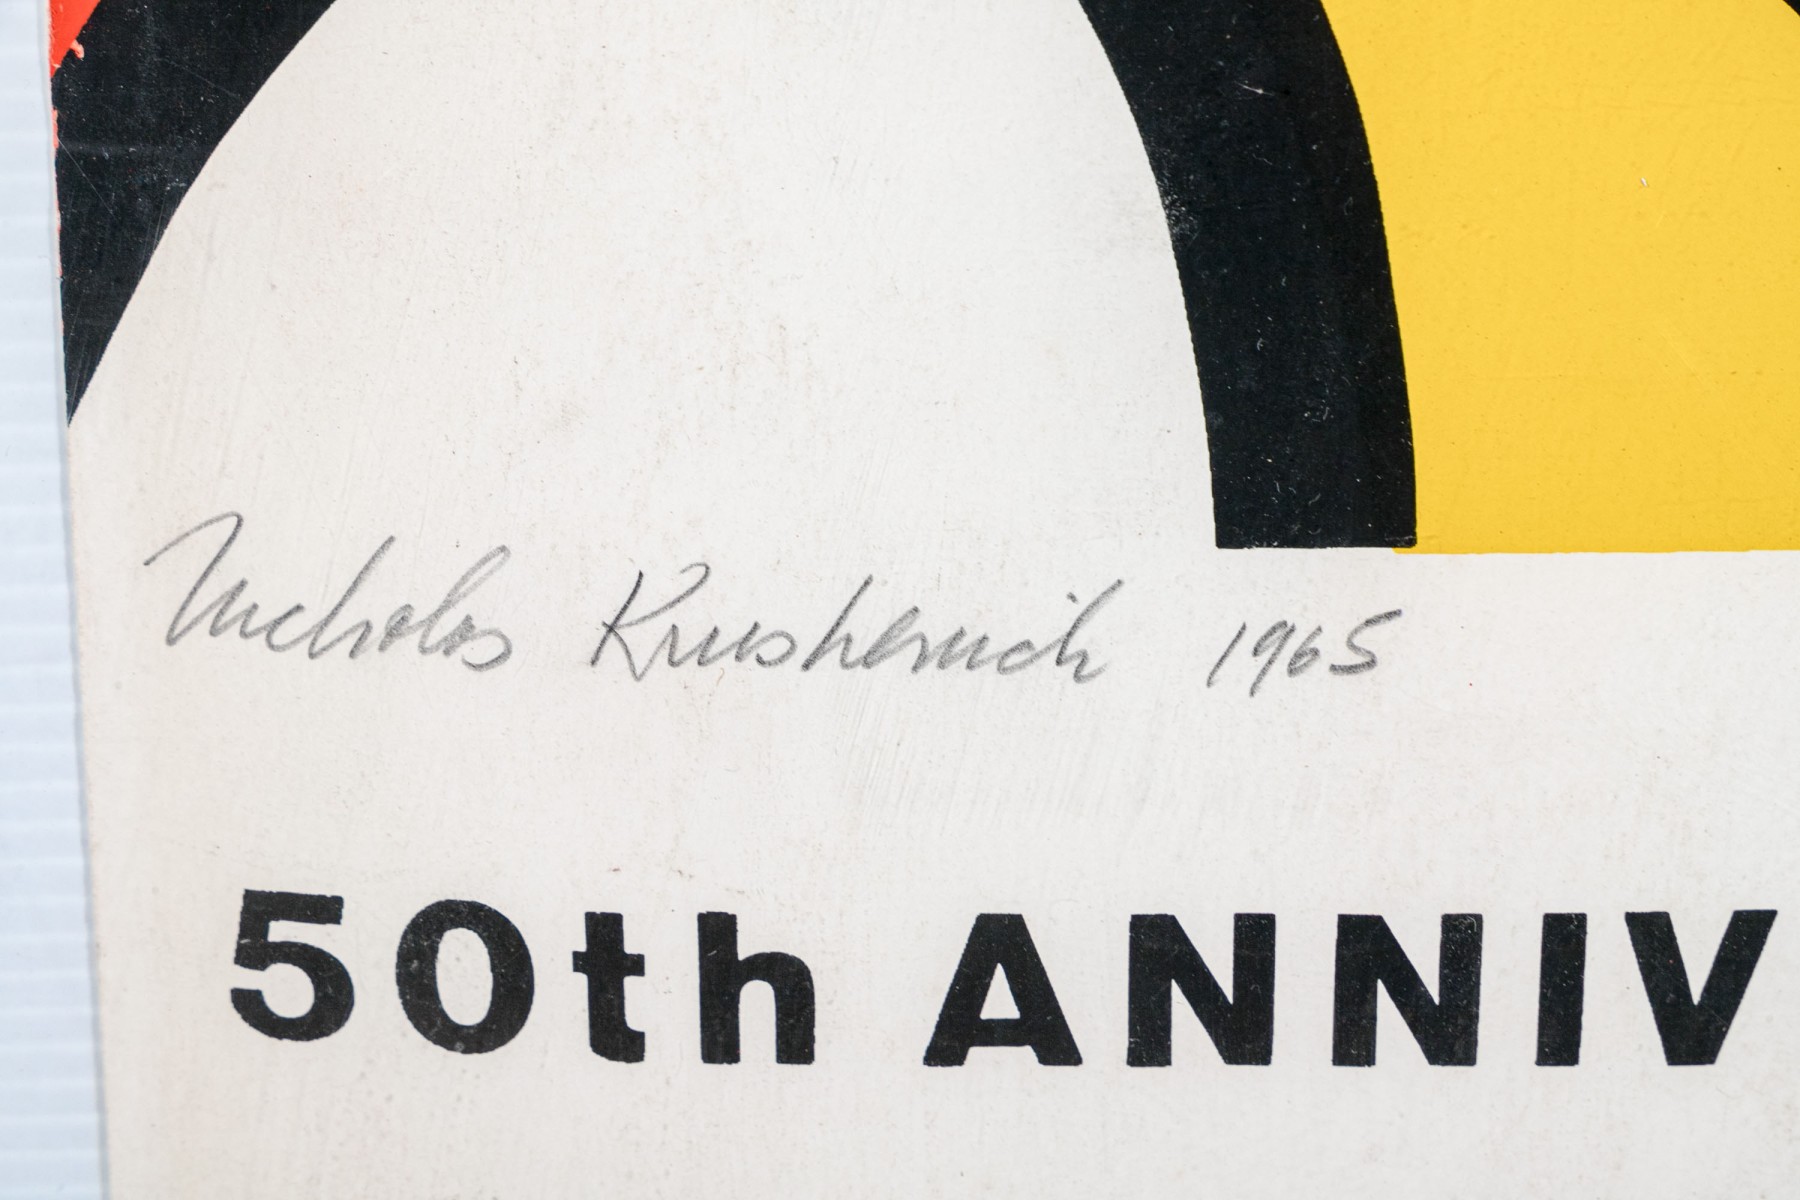 Nicholas Krushenick 1965
50th ANNIV